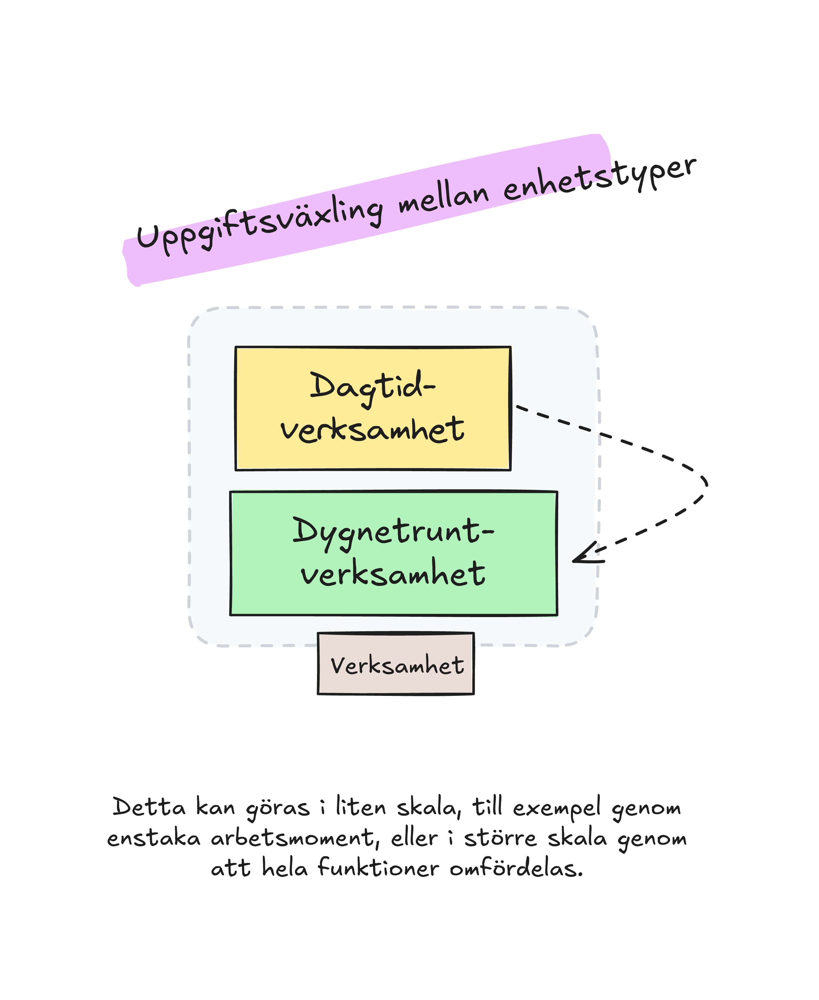 Uppgiftsväxling mellan enhetstyper
Dagtid-
verksamhet
Dygnetrunt-
verksamhet
Verksamhet
Detta kan göras i liten skala, till exempel genom
enstaka arbetsmoment, eller i större skala genom
att hela funktioner omfördelas.